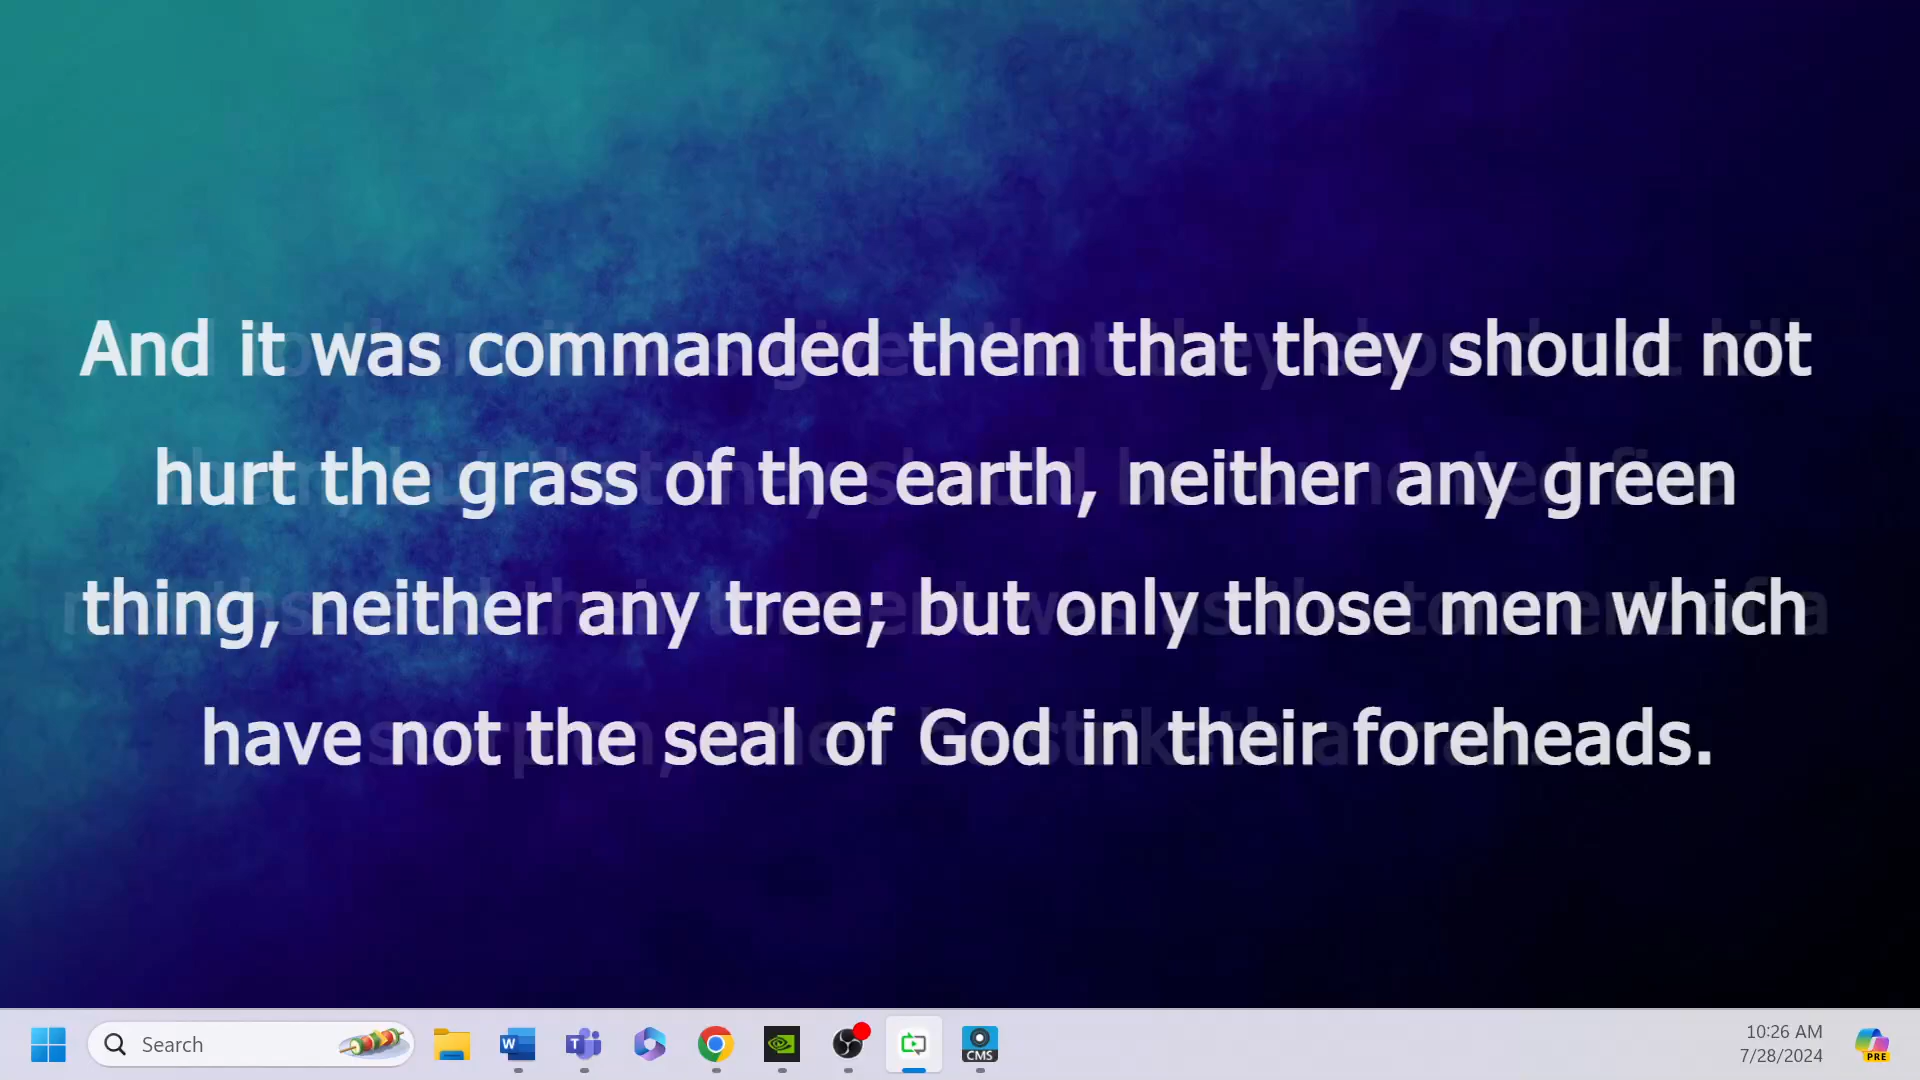 And it was commanded them that they should not
hurt the grass of the earth, neither any green
thing, neither any tree; but only those men which
have not the seal of God in their foreheads.
Search
W
T
CMS
10:26 AM
7/28/2024
PRE